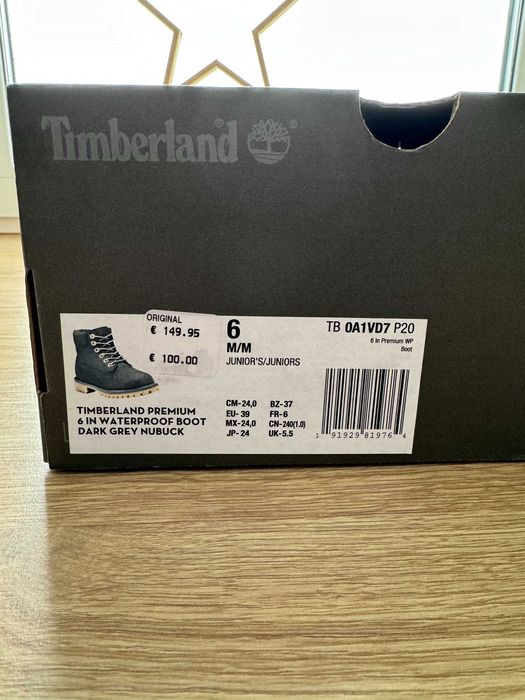 Timberland®
®
ORIGINAL
€ 149.95
€ 100.00
TIMBERLAND PREMIUM
6 IN WATERPROOF BOOT
DARK GREY NUBUCK
6
M/M
JUNIOR'S/JUNIORS
CM-24,0 BZ-37
EU-39 FR-6
MX-24,0 CN-240(1.0)
JP-24 UK-5.5
TB 0A1VD7 P20
6 In Premium WP
Boot
1 91929 81976 4